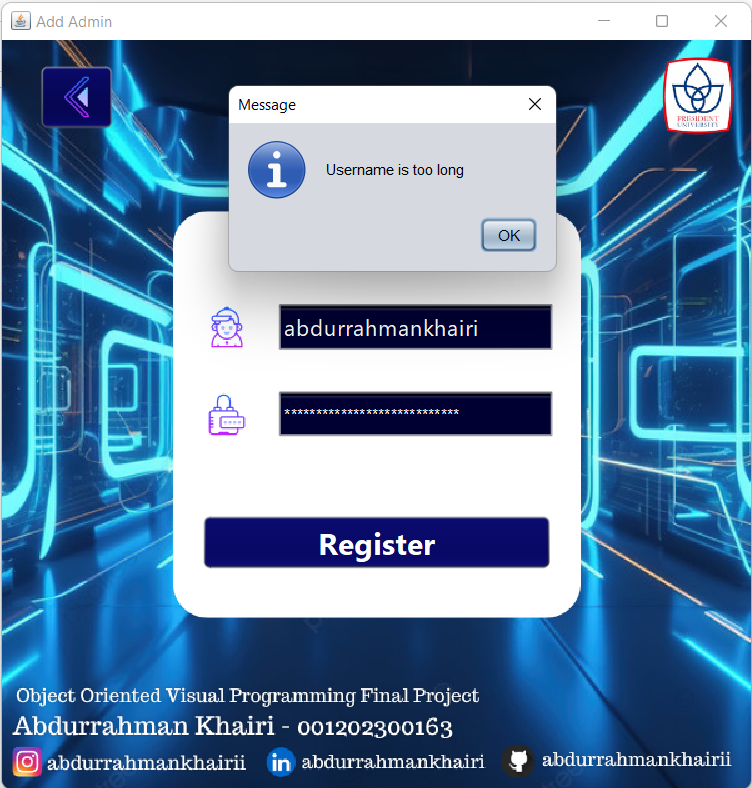 Add Admin
PRESIDENT
UNIVERSITY
Message
Username is too long
OK
abdurrahmankhairi
****************************
Register
Object Oriented Visual Programming Final Project
Abdurrahman Khairi - 001202300163
abdurrahmankhairii abdurrahmankhairi abdurrahmankhairii